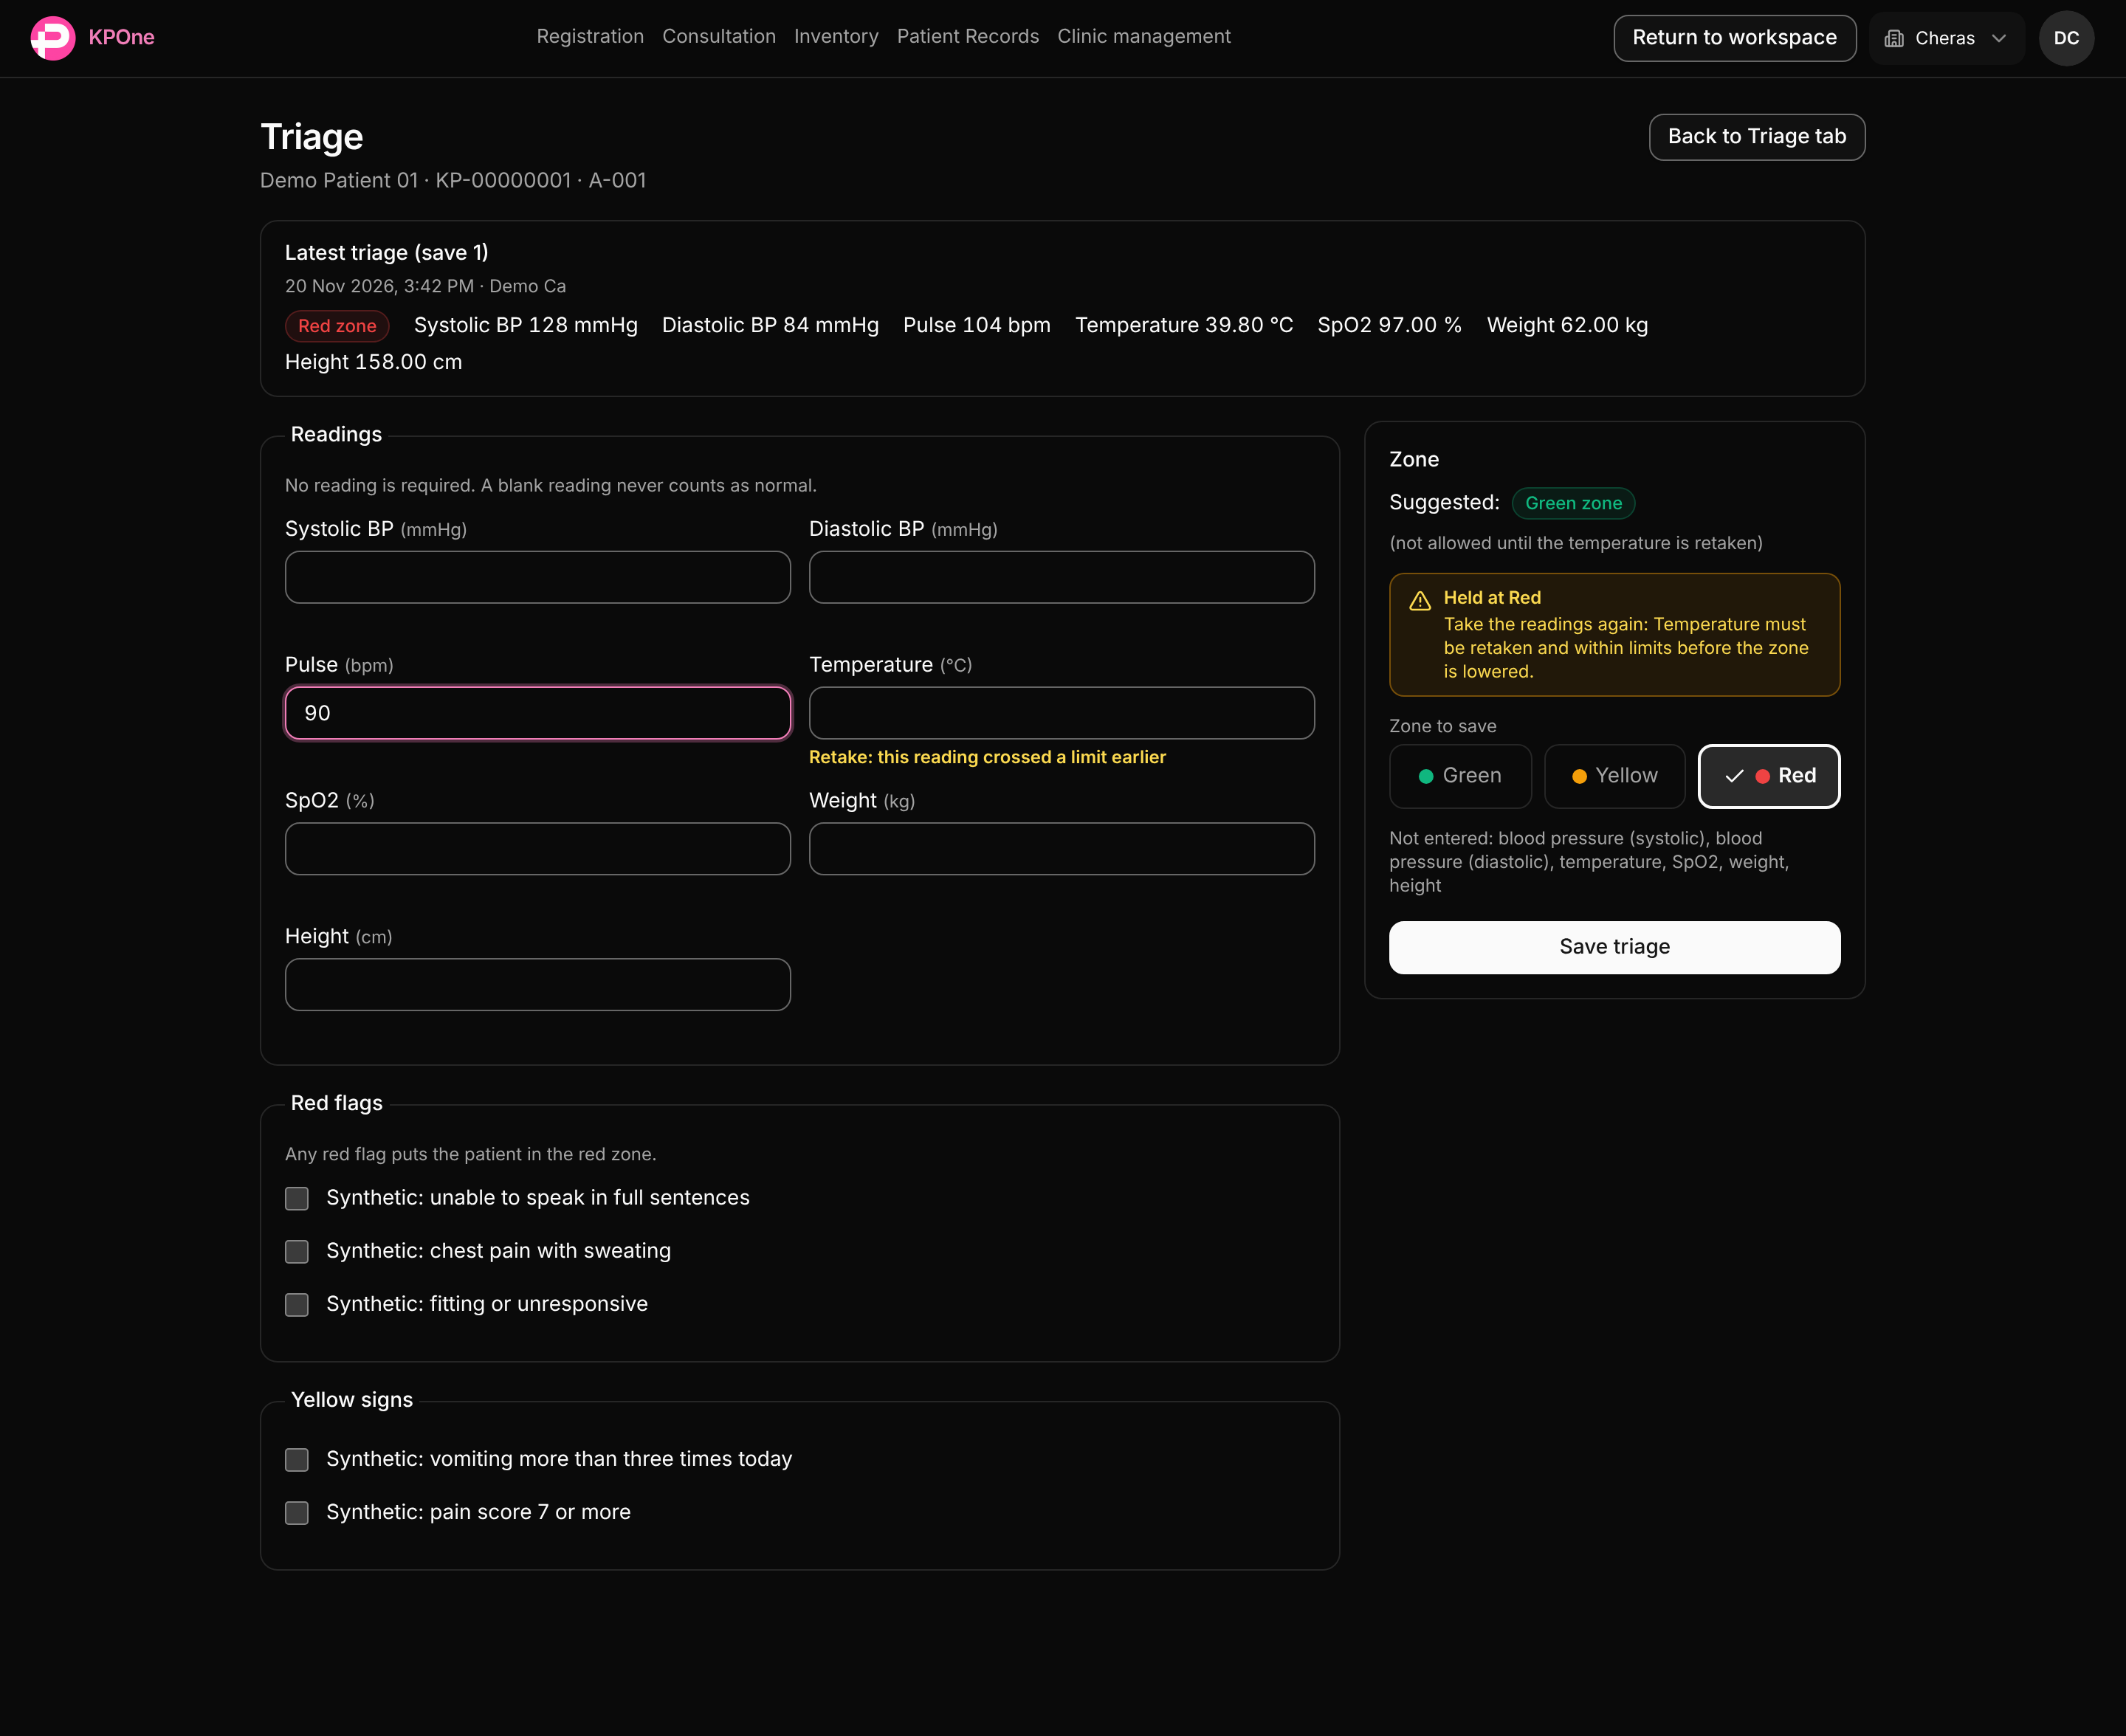 KPOne
Registration
Consultation
Inventory
Patient Records
Clinic management
Return to workspace
Cheras
DC
Triage
Back to Triage tab
Demo Patient 01 · KP-00000001 · A-001
Latest triage (save 1)
20 Nov 2026, 3:42 PM · Demo Ca
Red zone
Systolic BP 128 mmHg
Diastolic BP 84 mmHg
Pulse 104 bpm
Temperature 39.80 °C
SpO2 97.00 %
Weight 62.00 kg
Height 158.00 cm
Readings
No reading is required. A blank reading never counts as normal.
Systolic BP (mmHg)
Diastolic BP (mmHg)
Pulse (bpm)
90
Temperature (°C)
Retake: this reading crossed a limit earlier
SpO2 (%)
Weight (kg)
Height (cm)
Zone
Suggested: Green zone
(not allowed until the temperature is retaken)
Held at Red
Take the readings again: Temperature must
be retaken and within limits before the zone
is lowered.
Zone to save
Green
Yellow
Red
Not entered: blood pressure (systolic), blood
pressure (diastolic), temperature, SpO2, weight,
height
Save triage
Red flags
Any red flag puts the patient in the red zone.
Synthetic: unable to speak in full sentences
Synthetic: chest pain with sweating
Synthetic: fitting or unresponsive
Yellow signs
Synthetic: vomiting more than three times today
Synthetic: pain score 7 or more